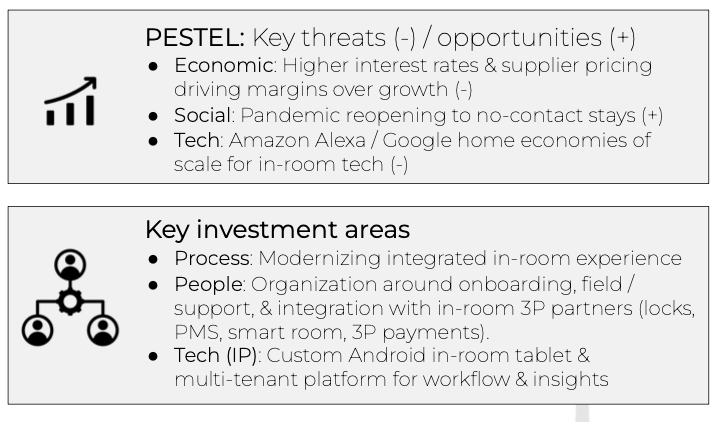 PESTEL: Key threats (-) / opportunities (+)
● Economic: Higher interest rates & supplier pricing
driving margins over growth (-)
● Social: Pandemic reopening to no-contact stays (+)
● Tech: Amazon Alexa / Google home economies of
scale for in-room tech (-)
Key investment areas
● Process: Modernizing integrated in-room experience
● People: Organization around onboarding, field /
support, & integration with in-room 3P partners (locks,
PMS, smart room, 3P payments).
● Tech (IP): Custom Android in-room tablet &
multi-tenant platform for workflow & insights